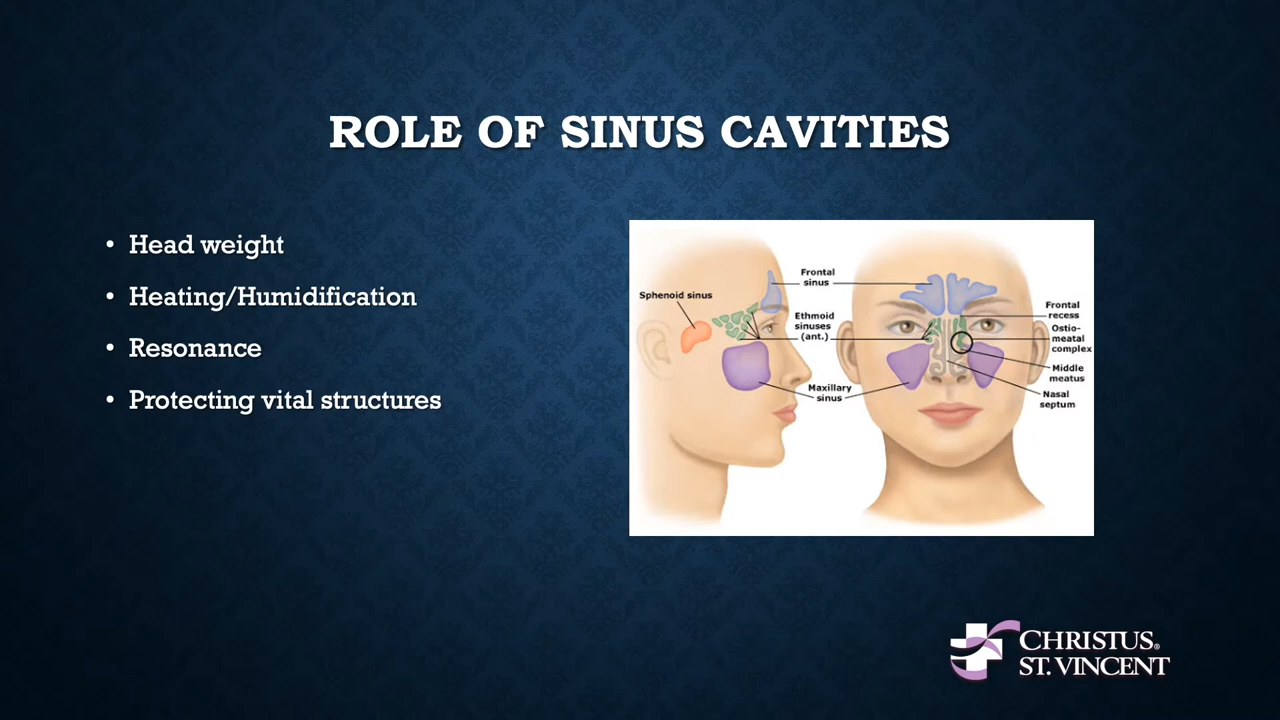 ROLE OF SINUS CAVITIES
• Head weight
• Heating/Humidification
• Resonance
• Protecting vital structures
Sphenoid sinus
Frontal
sinus
Ethmoid
sinuses
(ant.)
Maxillary
sinus
Frontal
recess
Ostio-
meatal
complex
Middle
meatus
Nasal
septum
CHRISTUS®
ST. VINCENT